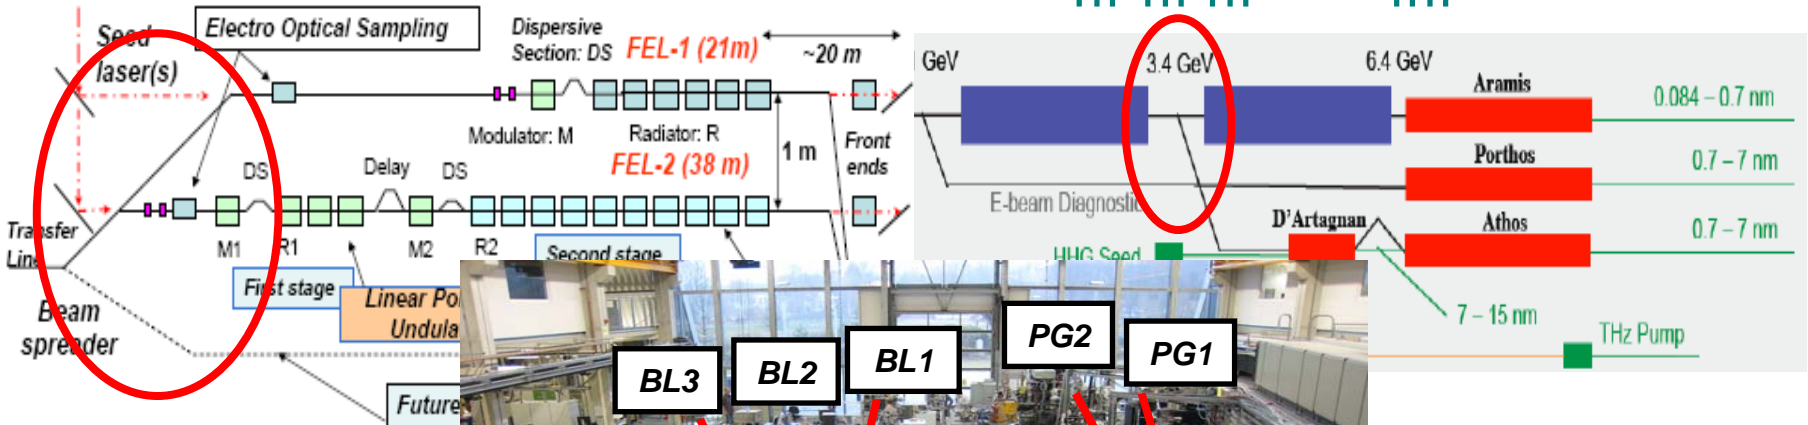 Seed
laser(s)
Electro Optical Sampling
Dispersive
Section: DS
FEL-1 (21m)
~20 m
Modulator: M
Radiator: R
FEL-2 (38 m)
1 m
Front
ends
DS
Delay
DS
Transfer
Line
M1
R1
M2
R2
Second stage
First stage
Linear Po
Undula
Beam
spreader
Future
GeV
3.4 GeV
6.4 GeV
Aramis
0.084 – 0.7 nm
Porthos
0.7 – 7 nm
E-beam Diagnostic
D'Artagnan
Athos
0.7 – 7 nm
HHG Seed
7 – 15 nm
THz Pump
BL3
BL2
BL1
PG2
PG1